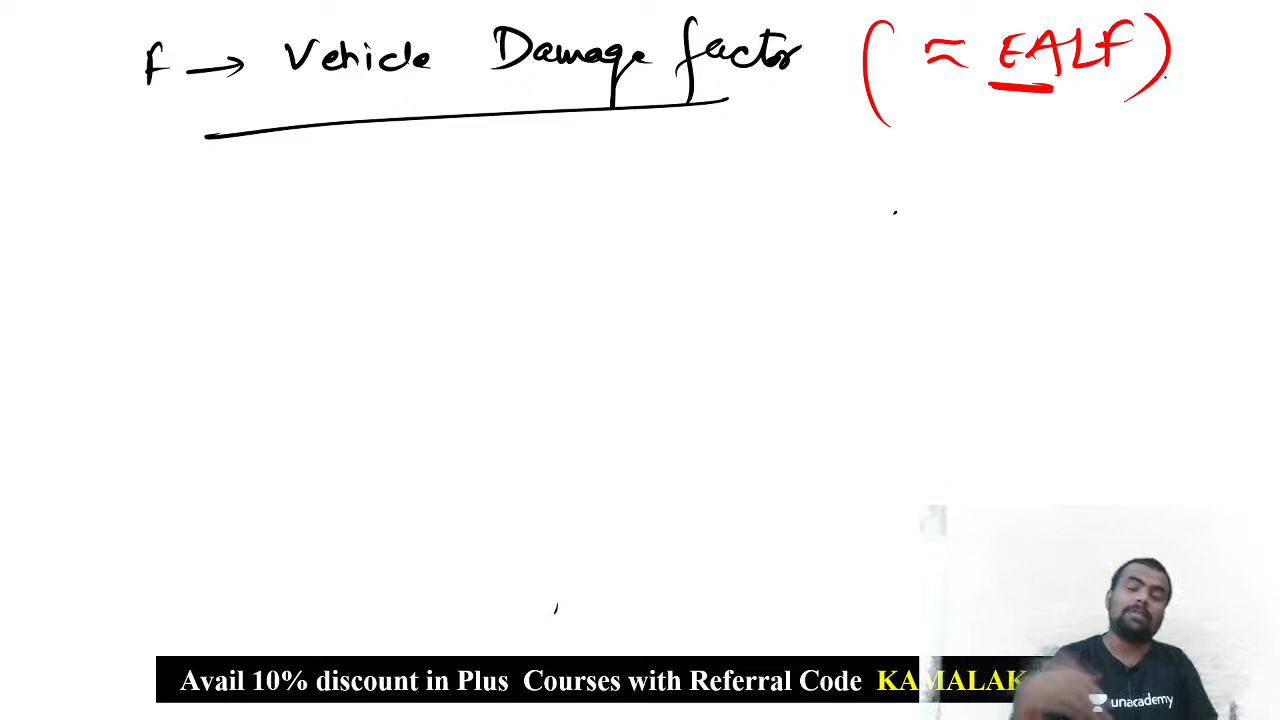 F → Vehicle Damage factor ( ≈ EALF)
Avail 10% discount in Plus Courses with Referral Code KAMALAK
unacademy